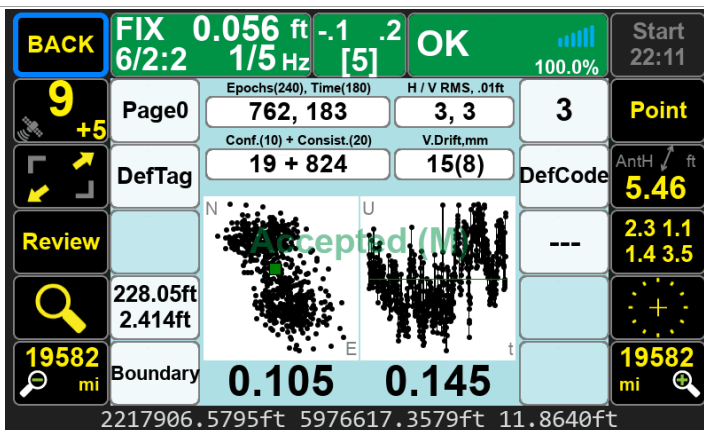 BACK
FIX 0.056 ft
6/2:2 1/5 Hz
-.1 .2
[5]
OK
100.0%
Start
22:11
9
+5
Page0
Epochs(240), Time(180)
762, 183
H / V RMS, .01ft
3, 3
3
Point
Conf.(10) + Consist.(20)
19 + 824
V.Drift,mm
15(8)
DefTag
DefCode
AntH ft
5.46
Review
N
U
Accepted (M)
E
t
---
2.3 1.1
1.4 3.5
228.05ft
2.414ft
19582
mi
Boundary
0.105
0.145
19582
mi
2217906.5795ft 5976617.3579ft 11.8640ft